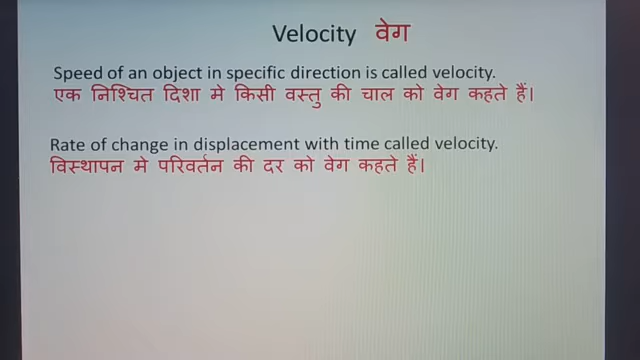 Velocity वेग
Speed of an object in specific direction is called velocity.
एक निश्चित दिशा मे किसी वस्तु की चाल को वेग कहते हैं।
Rate of change in displacement with time called velocity.
विस्थापन मे परिवर्तन की दर को वेग कहते हैं।